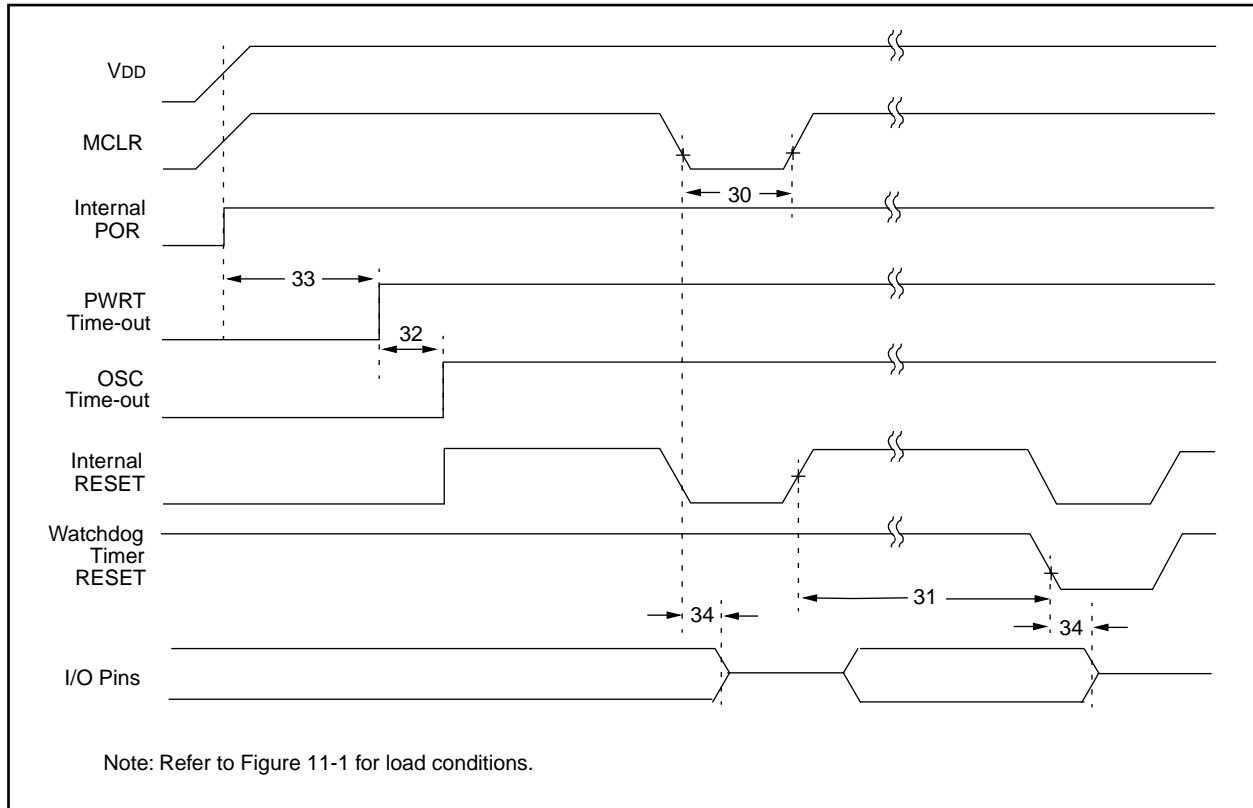 VDD
MCLR
30
Internal
POR
33
PWRT
Time-out
32
OSC
Time-out
Internal
RESET
Watchdog
Timer
RESET
31
34
34
I/O Pins
Note: Refer to Figure 11-1 for load conditions.